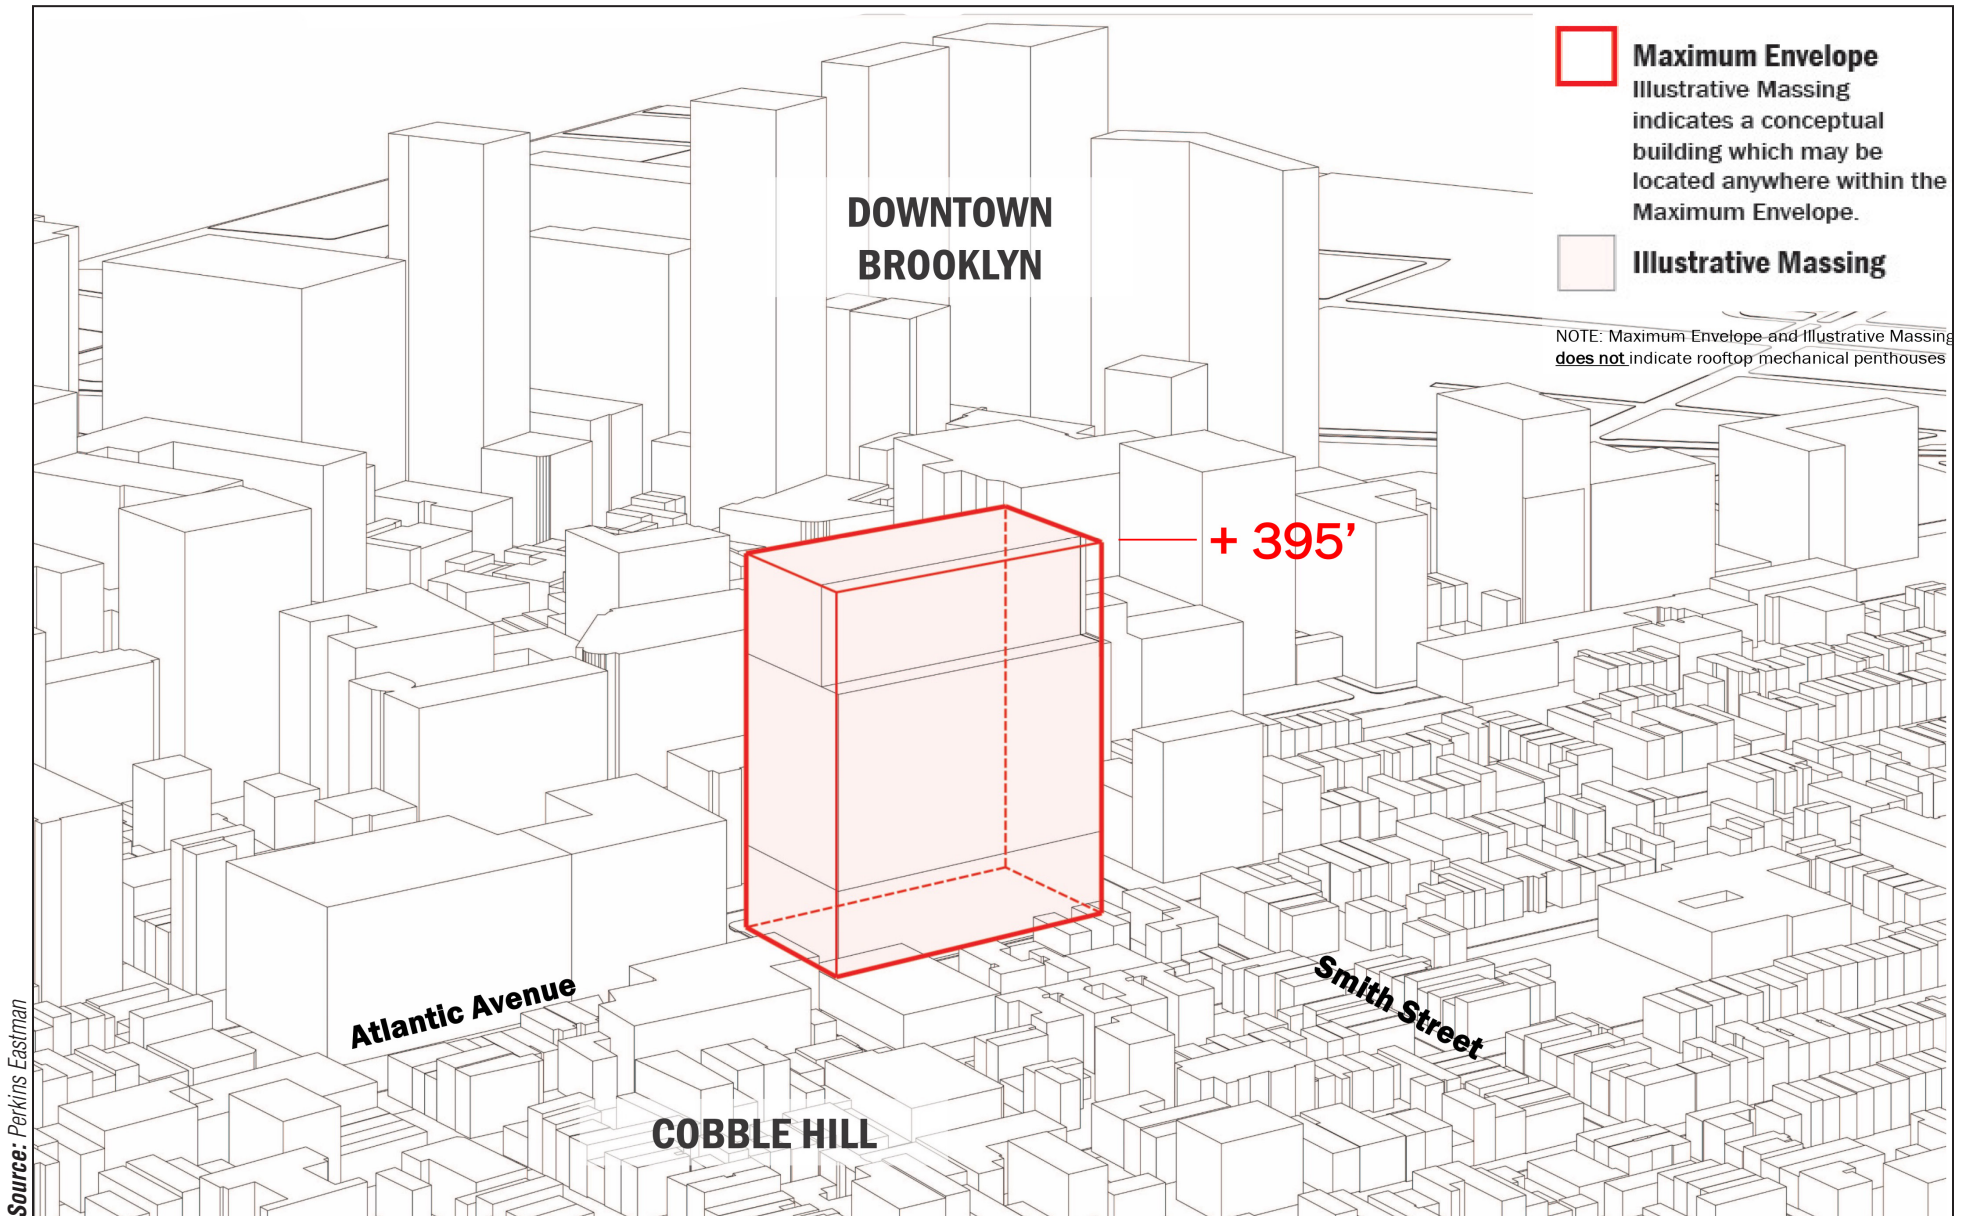 Maximum Envelope
Illustrative Massing
indicates a conceptual
building which may be
located anywhere within the
Maximum Envelope.
Illustrative Massing
NOTE: Maximum Envelope and Illustrative Massing
does not indicate rooftop mechanical penthouses
DOWNTOWN
BROOKLYN
+ 395’
Atlantic Avenue
Smith Street
COBBLE HILL
Source: Perkins Eastman